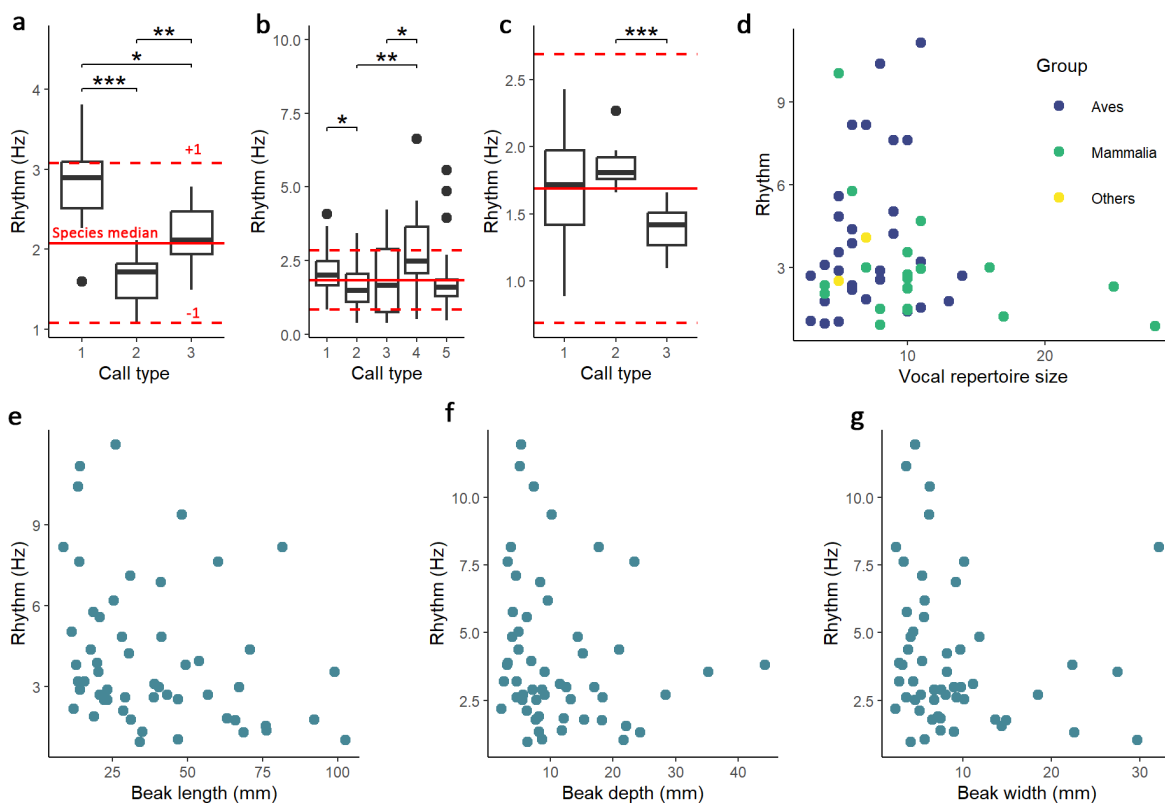 a
**
*
***
4
3
2
1
+1
Species median
-1
Rhythm (Hz)
1 2 3
Call type
b
*
**
*
10.0
7.5
5.0
2.5
0.0
Rhythm (Hz)
1 2 3 4 5
Call type
c
***
2.5
2.0
1.5
1.0
Rhythm (Hz)
1 2 3
Call type
d
9
6
3
Rhythm
10 20
Vocal repertoire size
Group
Aves
Mammalia
Others
e
9
6
3
Rhythm (Hz)
25 50 75 100
Beak length (mm)
f
10.0
7.5
5.0
2.5
Rhythm (Hz)
0 10 20 30 40
Beak depth (mm)
g
10.0
7.5
5.0
2.5
Rhythm (Hz)
10 20 30
Beak width (mm)